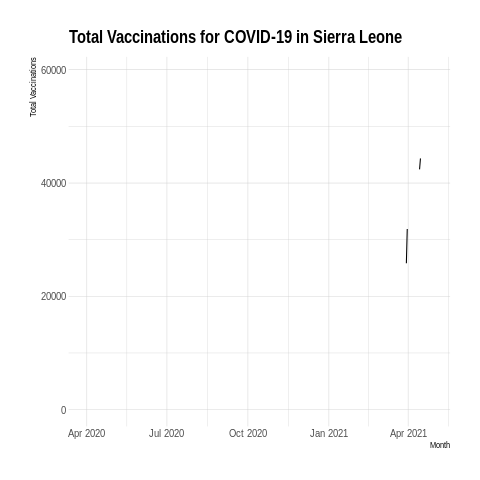 Total Vaccinations for COVID-19 in Sierra Leone
Total Vaccinations
60000
40000
20000
0
Apr 2020 Jul 2020 Oct 2020 Jan 2021 Apr 2021
Month